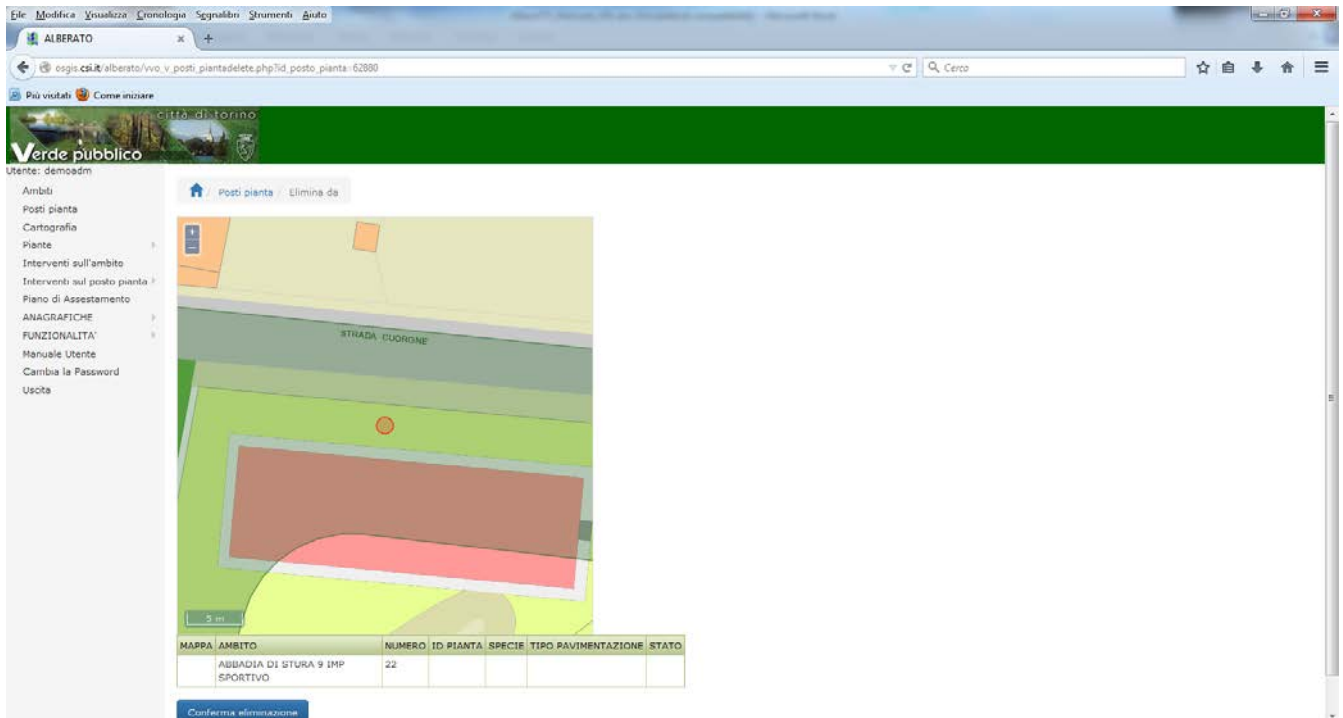 File Modifica Visualizza Cronologia Segnalibri Strumenti Aiuto
ALBERATO × +
osgis.csi.it/alberato/vvo_v_posti_piantadelete.php?id_posto_pianta=62880
Cerca
Più visitati Come iniziare
città di torino
Verde pubblico
Utente: demoadm
Ambiti
Posti pianta
Cartografia
Piante
Interventi sull'ambito
Interventi sul posto pianta
Piano di Assestamento
ANAGRAFICHE
FUNZIONALITA'
Manuale Utente
Cambia la Password
Uscita
/ Posti pianta / Elimina da
+
–
STRADA CUORGNE
5 m
MAPPA AMBITO NUMERO ID PIANTA SPECIE TIPO PAVIMENTAZIONE STATO
ABBADIA DI STURA 9 IMP 22
SPORTIVO
Conferma eliminazione